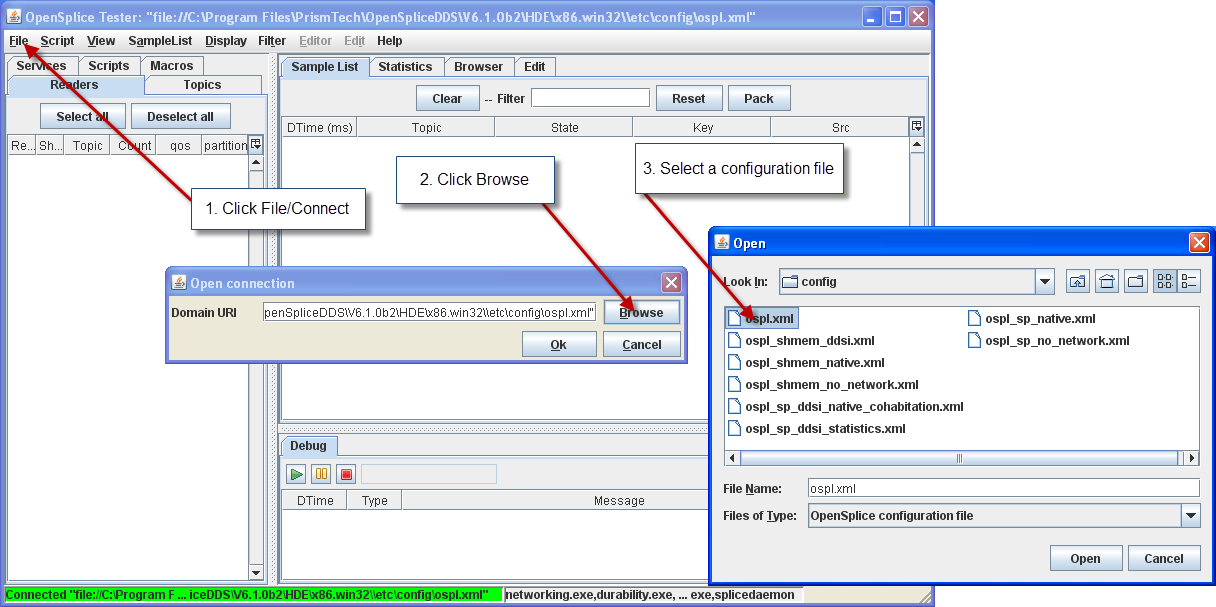 OpenSplice Tester: "file://C:\Program Files\PrismTech\OpenSpliceDDS\V6.1.0b2\HDE\x86.win32\\etc\config\ospl.xml"
File Script View SampleList Display Filter Editor Edit Help
Services Scripts Macros
Readers Topics
Select all Deselect all
Re... Sh... Topic Count qos partition
Sample List Statistics Browser Edit
Clear -- Filter Reset Pack
DTime (ms) Topic State Key Src
1. Click File/Connect
2. Click Browse
3. Select a configuration file
Open connection
Domain URI penSpliceDDS\V6.1.0b2\HDE\x86.win32\\etc\config\ospl.xml" Browse
Ok Cancel
Open
Look In: config
ospl.xml
ospl_shmem_ddsi.xml
ospl_shmem_native.xml
ospl_shmem_no_network.xml
ospl_sp_ddsi_native_cohabitation.xml
ospl_sp_ddsi_statistics.xml
ospl_sp_native.xml
ospl_sp_no_network.xml
File Name: ospl.xml
Files of Type: OpenSplice configuration file
Open Cancel
Debug
DTime Type Message
Connected "file://C:\Program F ... iceDDS\V6.1.0b2\HDE\x86.win32\\etc\config\ospl.xml" networking.exe,durability.exe, ... exe,splicedaemon